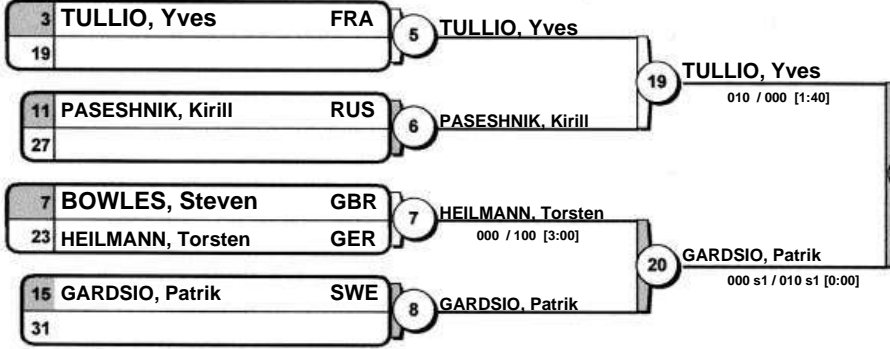 3 TULLIO, Yves FRA
19
5
TULLIO, Yves
11 PASESHNIK, Kirill RUS
27
6
PASESHNIK, Kirill
19
TULLIO, Yves
010 / 000 [1:40]
7 BOWLES, Steven GBR
23 HEILMANN, Torsten GER
7
HEILMANN, Torsten
000 / 100 [3:00]
15 GARDSIO, Patrik SWE
31
8
GARDSIO, Patrik
20
GARDSIO, Patrik
000 s1 / 010 s1 [0:00]